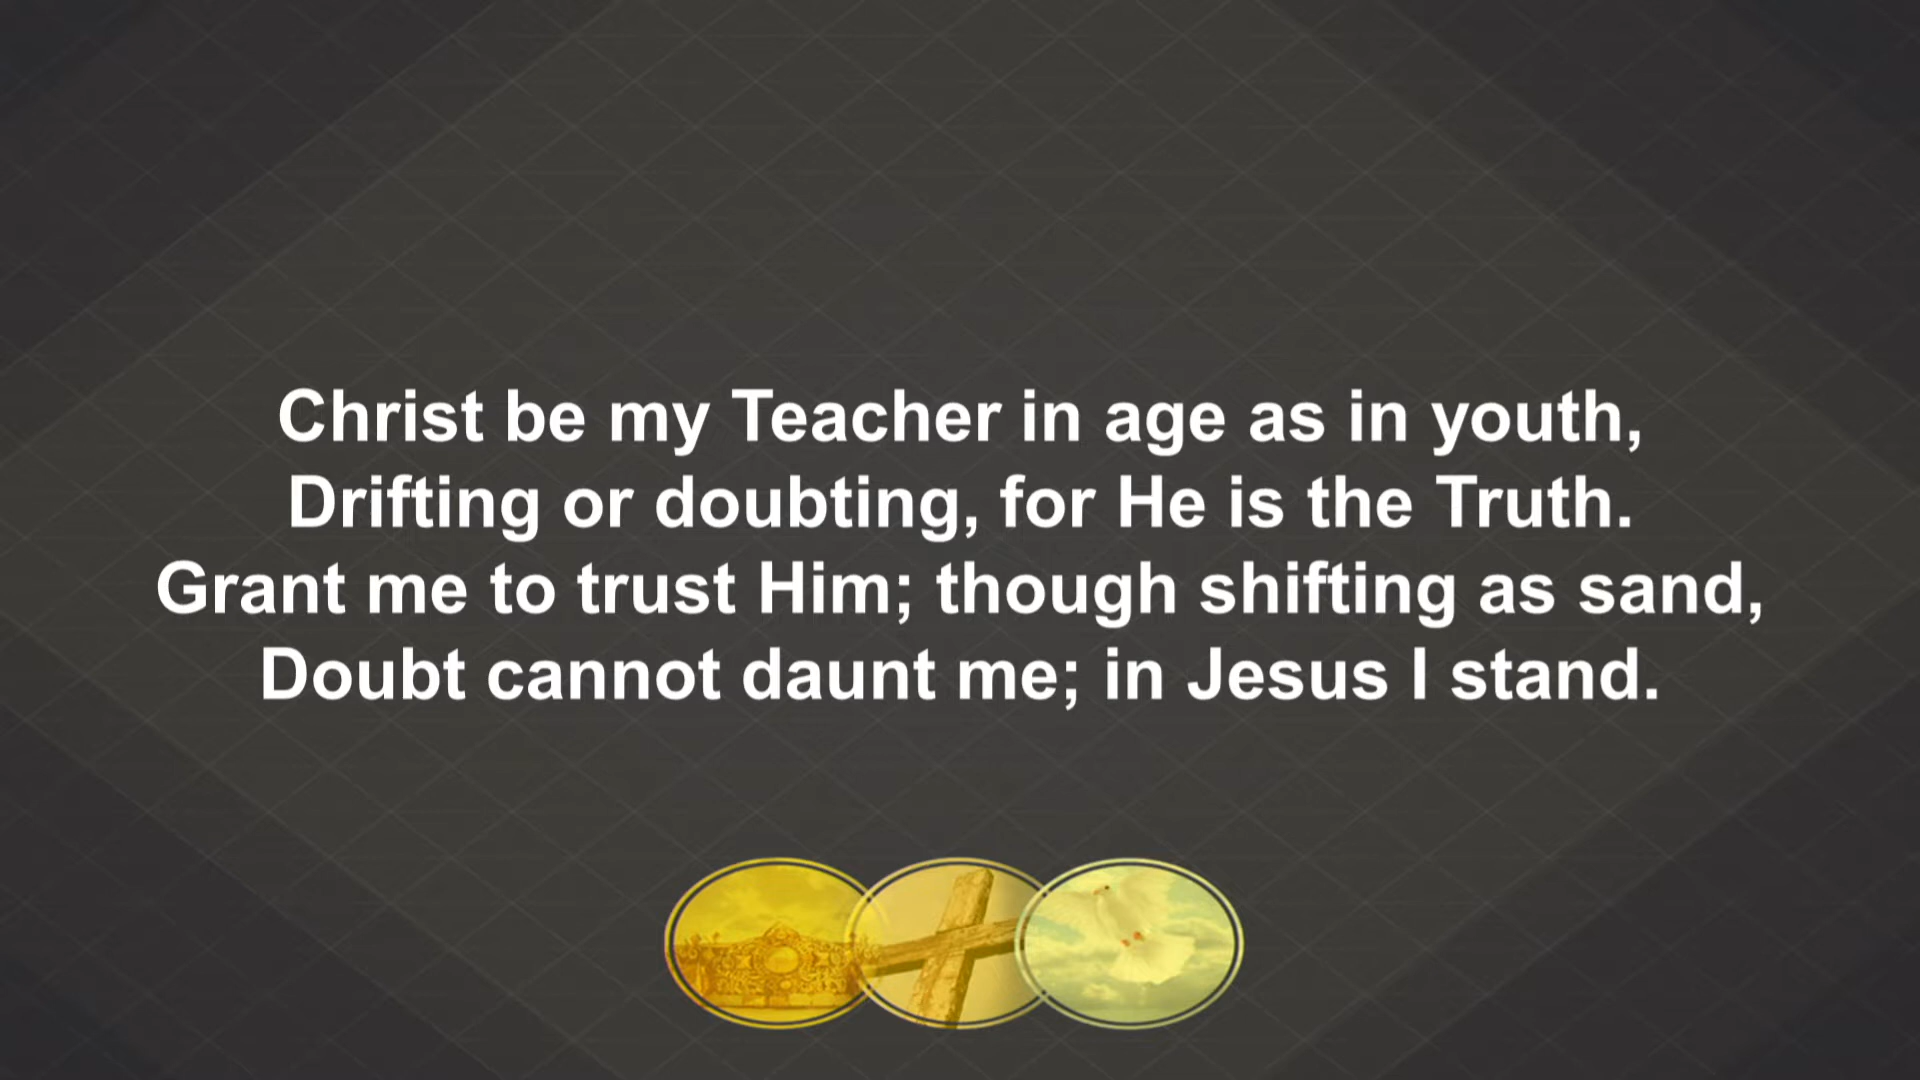 Christ be my Teacher in age as in youth,
Drifting or doubting, for He is the Truth.
Grant me to trust Him; though shifting as sand,
Doubt cannot daunt me; in Jesus I stand.